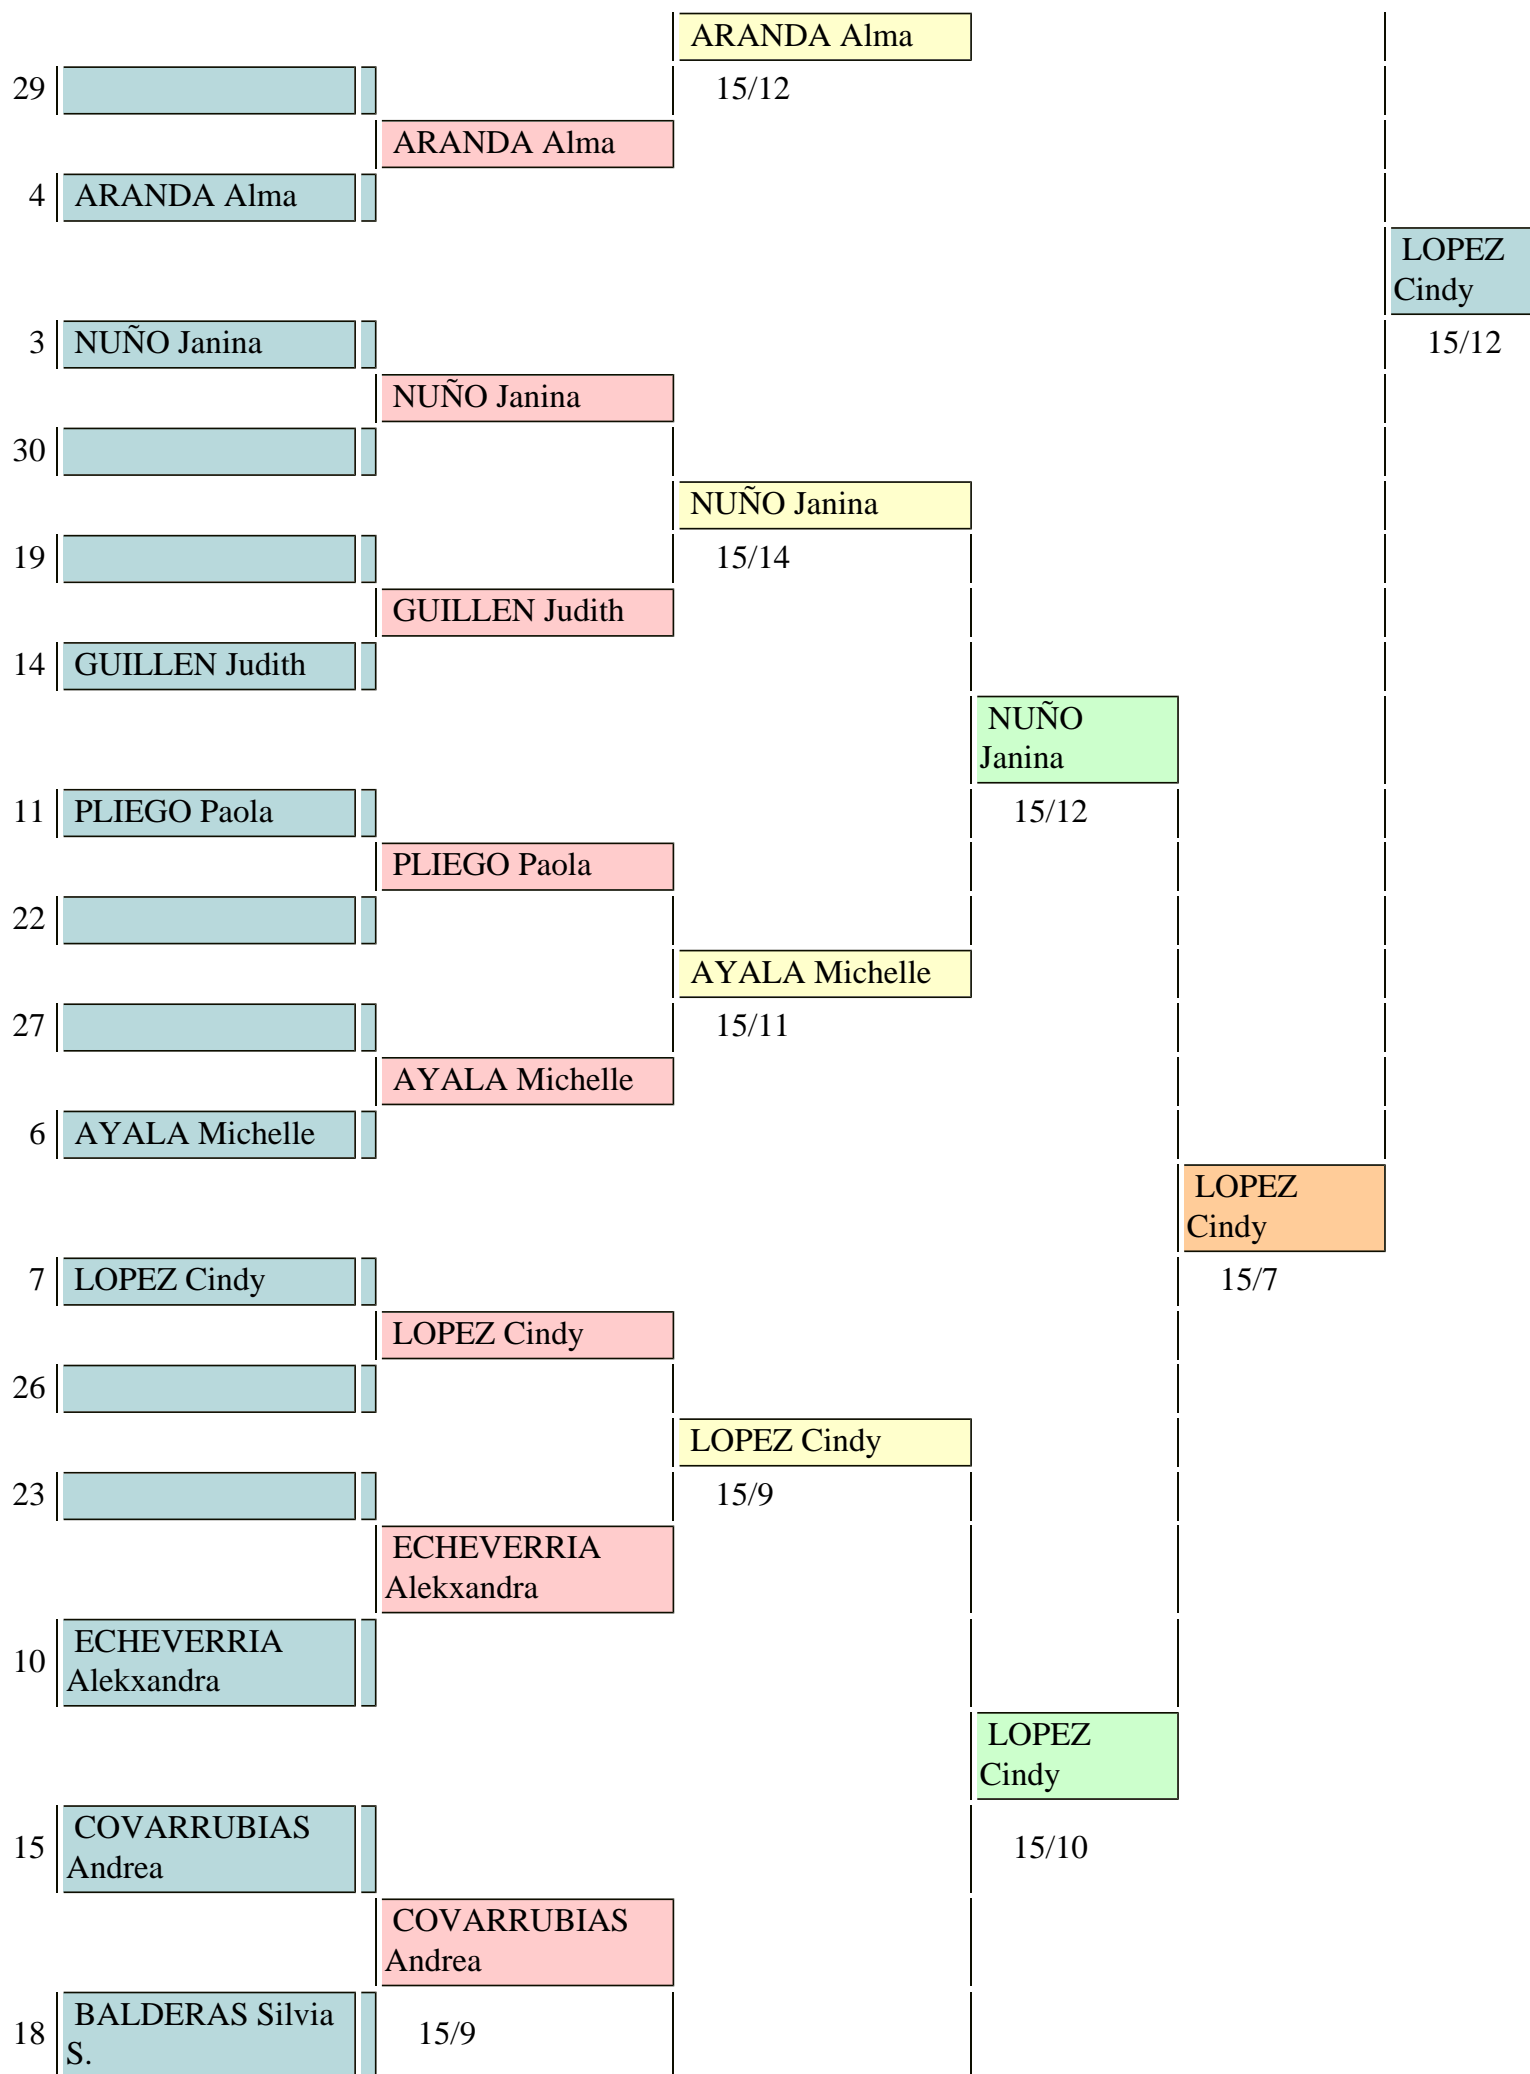 ARANDA Alma
29
15/12
ARANDA Alma
4 ARANDA Alma
LOPEZ
Cindy
3 NUÑO Janina
15/12
NUÑO Janina
30
NUÑO Janina
19
15/14
GUILLEN Judith
14 GUILLEN Judith
NUÑO
Janina
11 PLIEGO Paola
15/12
PLIEGO Paola
22
AYALA Michelle
27
15/11
AYALA Michelle
6 AYALA Michelle
LOPEZ
Cindy
7 LOPEZ Cindy
15/7
LOPEZ Cindy
26
LOPEZ Cindy
23
15/9
ECHEVERRIA
Alekxandra
10 ECHEVERRIA
Alekxandra
LOPEZ
Cindy
15 COVARRUBIAS
Andrea
15/10
COVARRUBIAS
Andrea
18 BALDERAS Silvia
S.
15/9